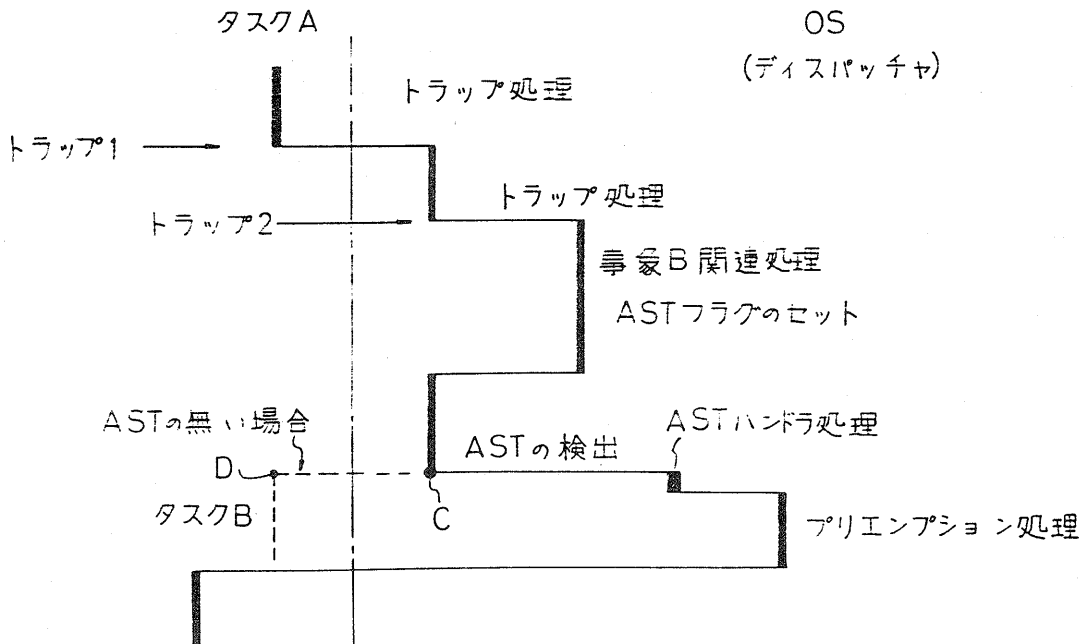 タスクA
OS
(ディスパッチャ)
トラップ処理
トラップ1
トラップ処理
トラップ2
事象B関連処理
ASTフラグのセット
ASTの無い場合
ASTハンドラ処理
ASTの検出
D
C
タスクB
プリエンプション処理